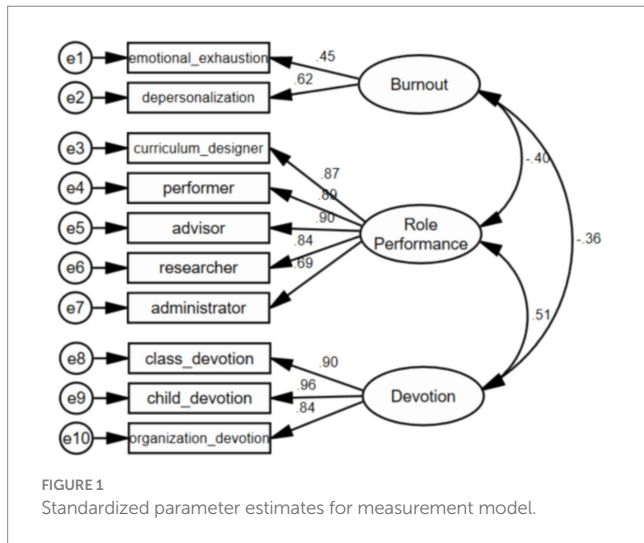 e1
emotional_exhaustion
.45
Burnout
e2
depersonalization
.62
e3
curriculum_designer
.87
-.40
e4
performer
.89
e5
advisor
.90
Role
Performance
-.36
e6
researcher
.84
.69
e7
administrator
.51
e8
class_devotion
.90
e9
child_devotion
.96
Devotion
.84
e10
organization_devotion
FIGURE 1
Standardized parameter estimates for measurement model.